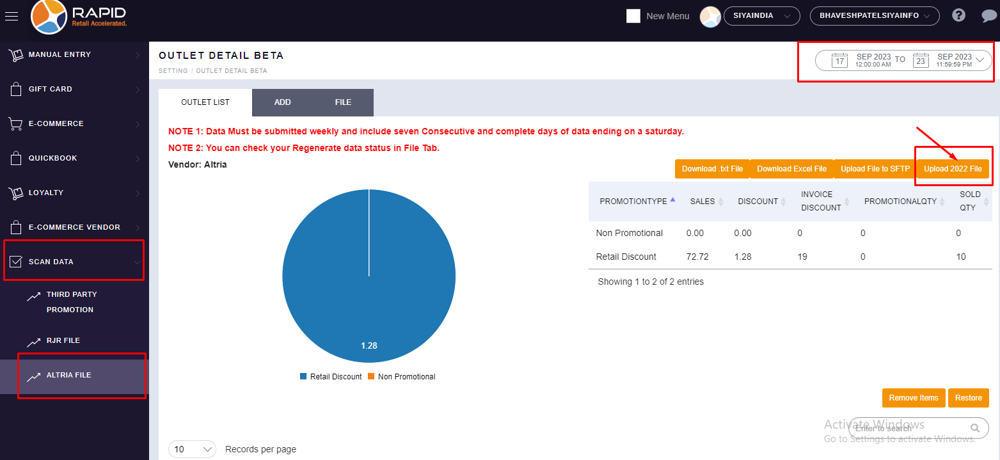 RAPID
Retail Accelerated.
New Menu
SIYAINDIA
BHAVESHPATELSIYAINFO
?
MANUAL ENTRY
GIFT CARD
E-COMMERCE
QUICKBOOK
LOYALTY
E-COMMERCE VENDOR
SCAN DATA
THIRD PARTY
PROMOTION
RJR FILE
ALTRIA FILE
OUTLET DETAIL BETA
SETTING / OUTLET DETAIL BETA
17 SEP 2023 TO 23 SEP 2023
12:00:00 AM 11:59:59 PM
OUTLET LIST ADD FILE
NOTE 1: Data Must be submitted weekly and include seven Consecutive and complete days of data ending on a saturday.
NOTE 2: You can check your Regenerate data status in File Tab.
Vendor: Altria
Download .txt File Download Excel File Upload File to SFTP Upload 2022 File
PROMOTIONTYPE SALES DISCOUNT INVOICE DISCOUNT PROMOTIONALQTY SOLD QTY
Non Promotional 0.00 0.00 0 0 0
Retail Discount 72.72 1.28 19 0 10
Showing 1 to 2 of 2 entries
1.28
Retail Discount Non Promotional
Remove Items Restore
Enter to search
Activate Windows
Go to Settings to activate Windows.
10 Records per page